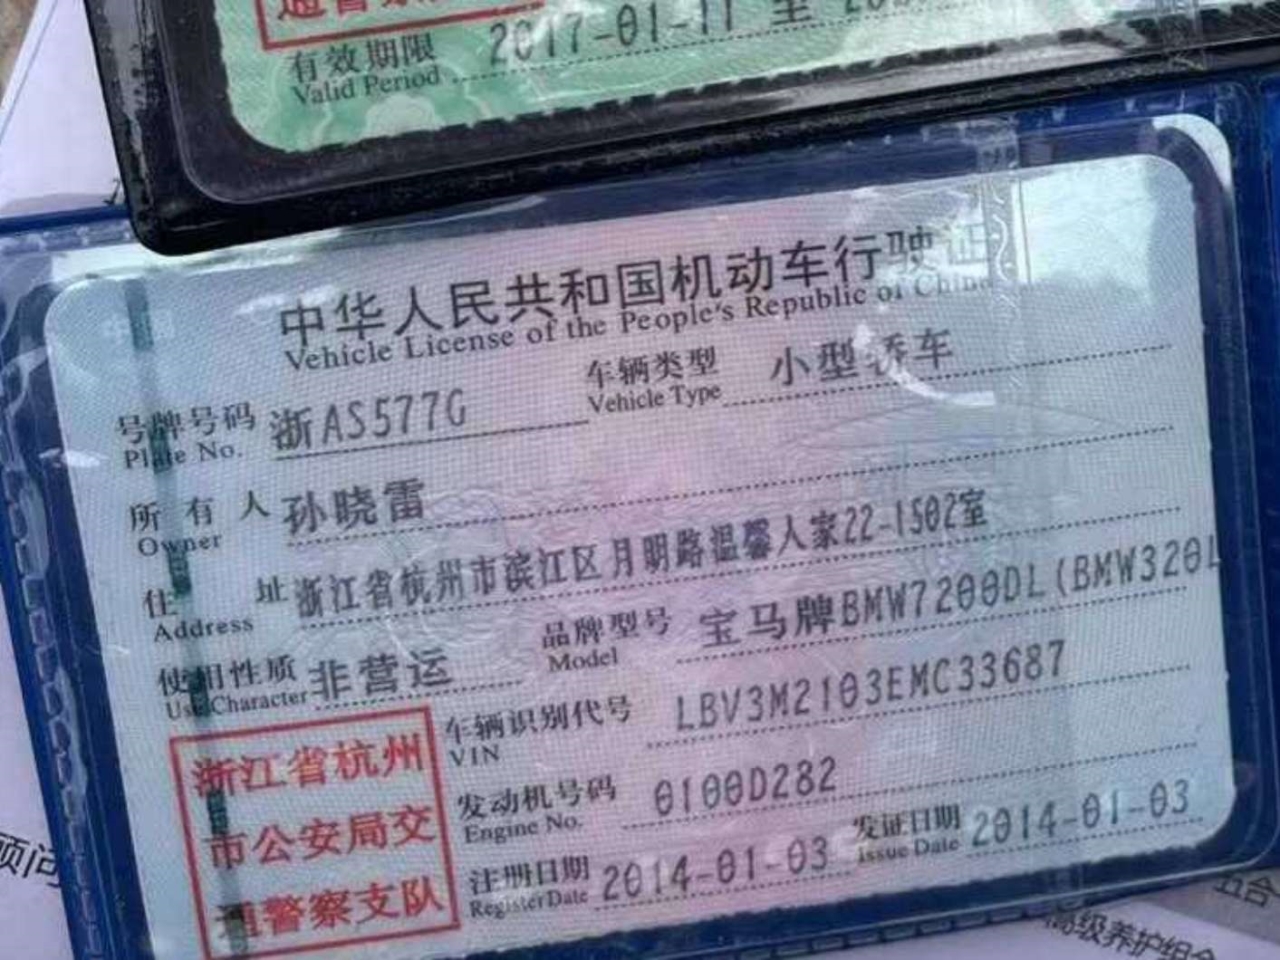 有效期限 2017-01-11 至
Valid Period
中华人民共和国机动车行驶证
Vehicle License of the People's Republic of China
号牌号码 浙AS577G 车辆类型 小型轿车
Plate No. Vehicle Type
所有人 孙晓雷
Owner
住址 浙江省杭州市滨江区月明路温馨人家22-1502室
Address
使用性质 非营运 品牌型号 宝马牌BMW7200DL(BMW320L
Use Character Model
车辆识别代号 LBV3M2103EMC33687
VIN
发动机号码 0100D282
Engine No.
注册日期 2014-01-03 发证日期 2014-01-03
Register Date Issue Date
浙江省杭州
市公安局交
通警察支队
顾问
高级养护组合